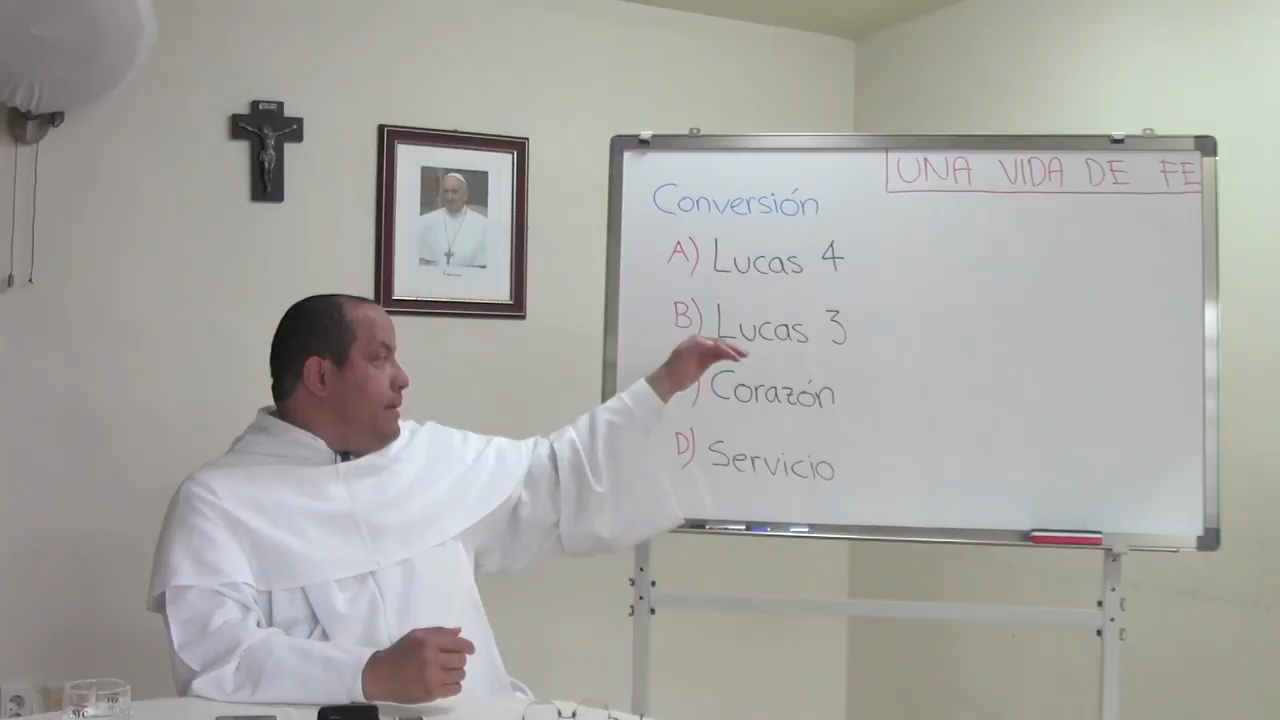 UNA VIDA DE FE
Conversión
A) Lucas 4
B) Lucas 3
) Corazón
D) Servicio